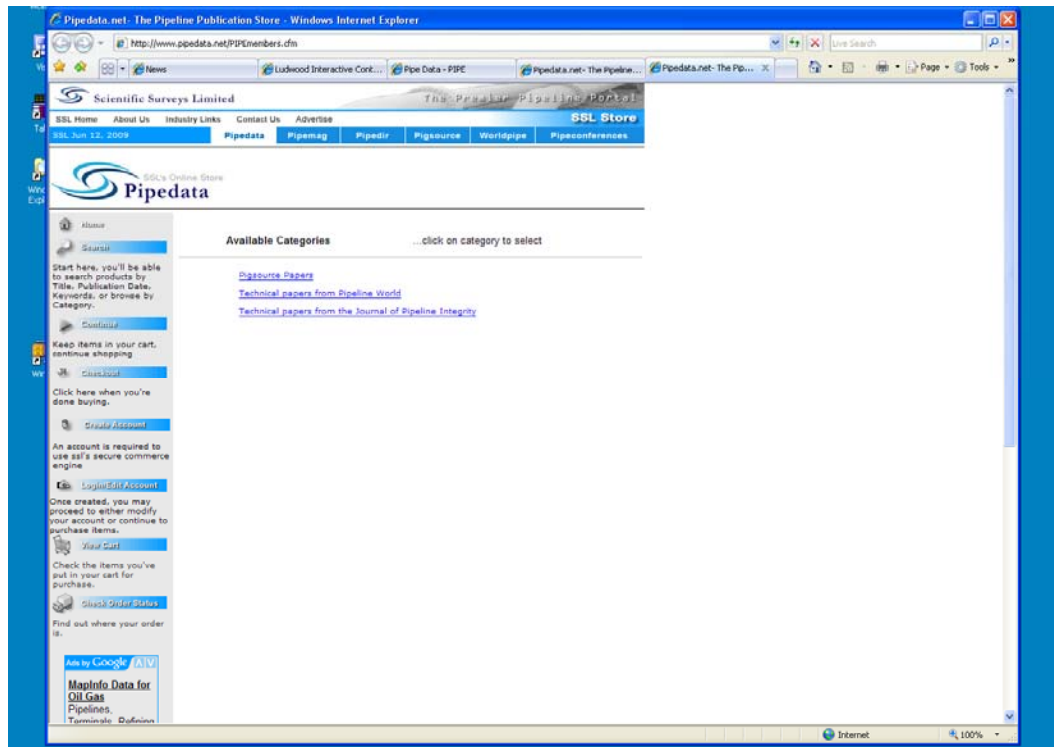 Pipedata.net- The Pipeline Publication Store - Windows Internet Explorer
http://www.pipedata.net/PIPEmembers.cfm
Live Search
News
Ludwood Interactive Cont...
Pipe Data - PIPE
Pipedata.net- The Pipeline...
Pipedata.net- The Pip...
Page
Tools
Scientific Surveys Limited
The Premier Pipeline Portal
SSL Home
About Us
Industry Links
Contact Us
Advertise
SSL Store
SSL Jun 12, 2009
Pipedata
Pipemag
Pipedir
Pigsource
Worldpipe
Pipeconferences
SSL's Online Store
Pipedata
Home
Search
Start here, you'll be able
to search products by
Title, Publication Date,
Keywords, or browse by
Category.
Continue
Keep items in your cart,
continue shopping
Checkout
Click here when you're
done buying.
Create Account
An account is required to
use ssl's secure commerce
engine
Login/Edit Account
Once created, you may
proceed to either modify
your account or continue to
purchase items.
View Cart
Check the items you've
put in your cart for
purchase.
Check Order Status
Find out where your order
is.
Ads by Google
MapInfo Data for
Oil Gas
Pipelines,
Terminals, Refining
Available Categories
...click on category to select
Pigsource Papers
Technical papers from Pipeline World
Technical papers from the Journal of Pipeline Integrity
Internet
100%